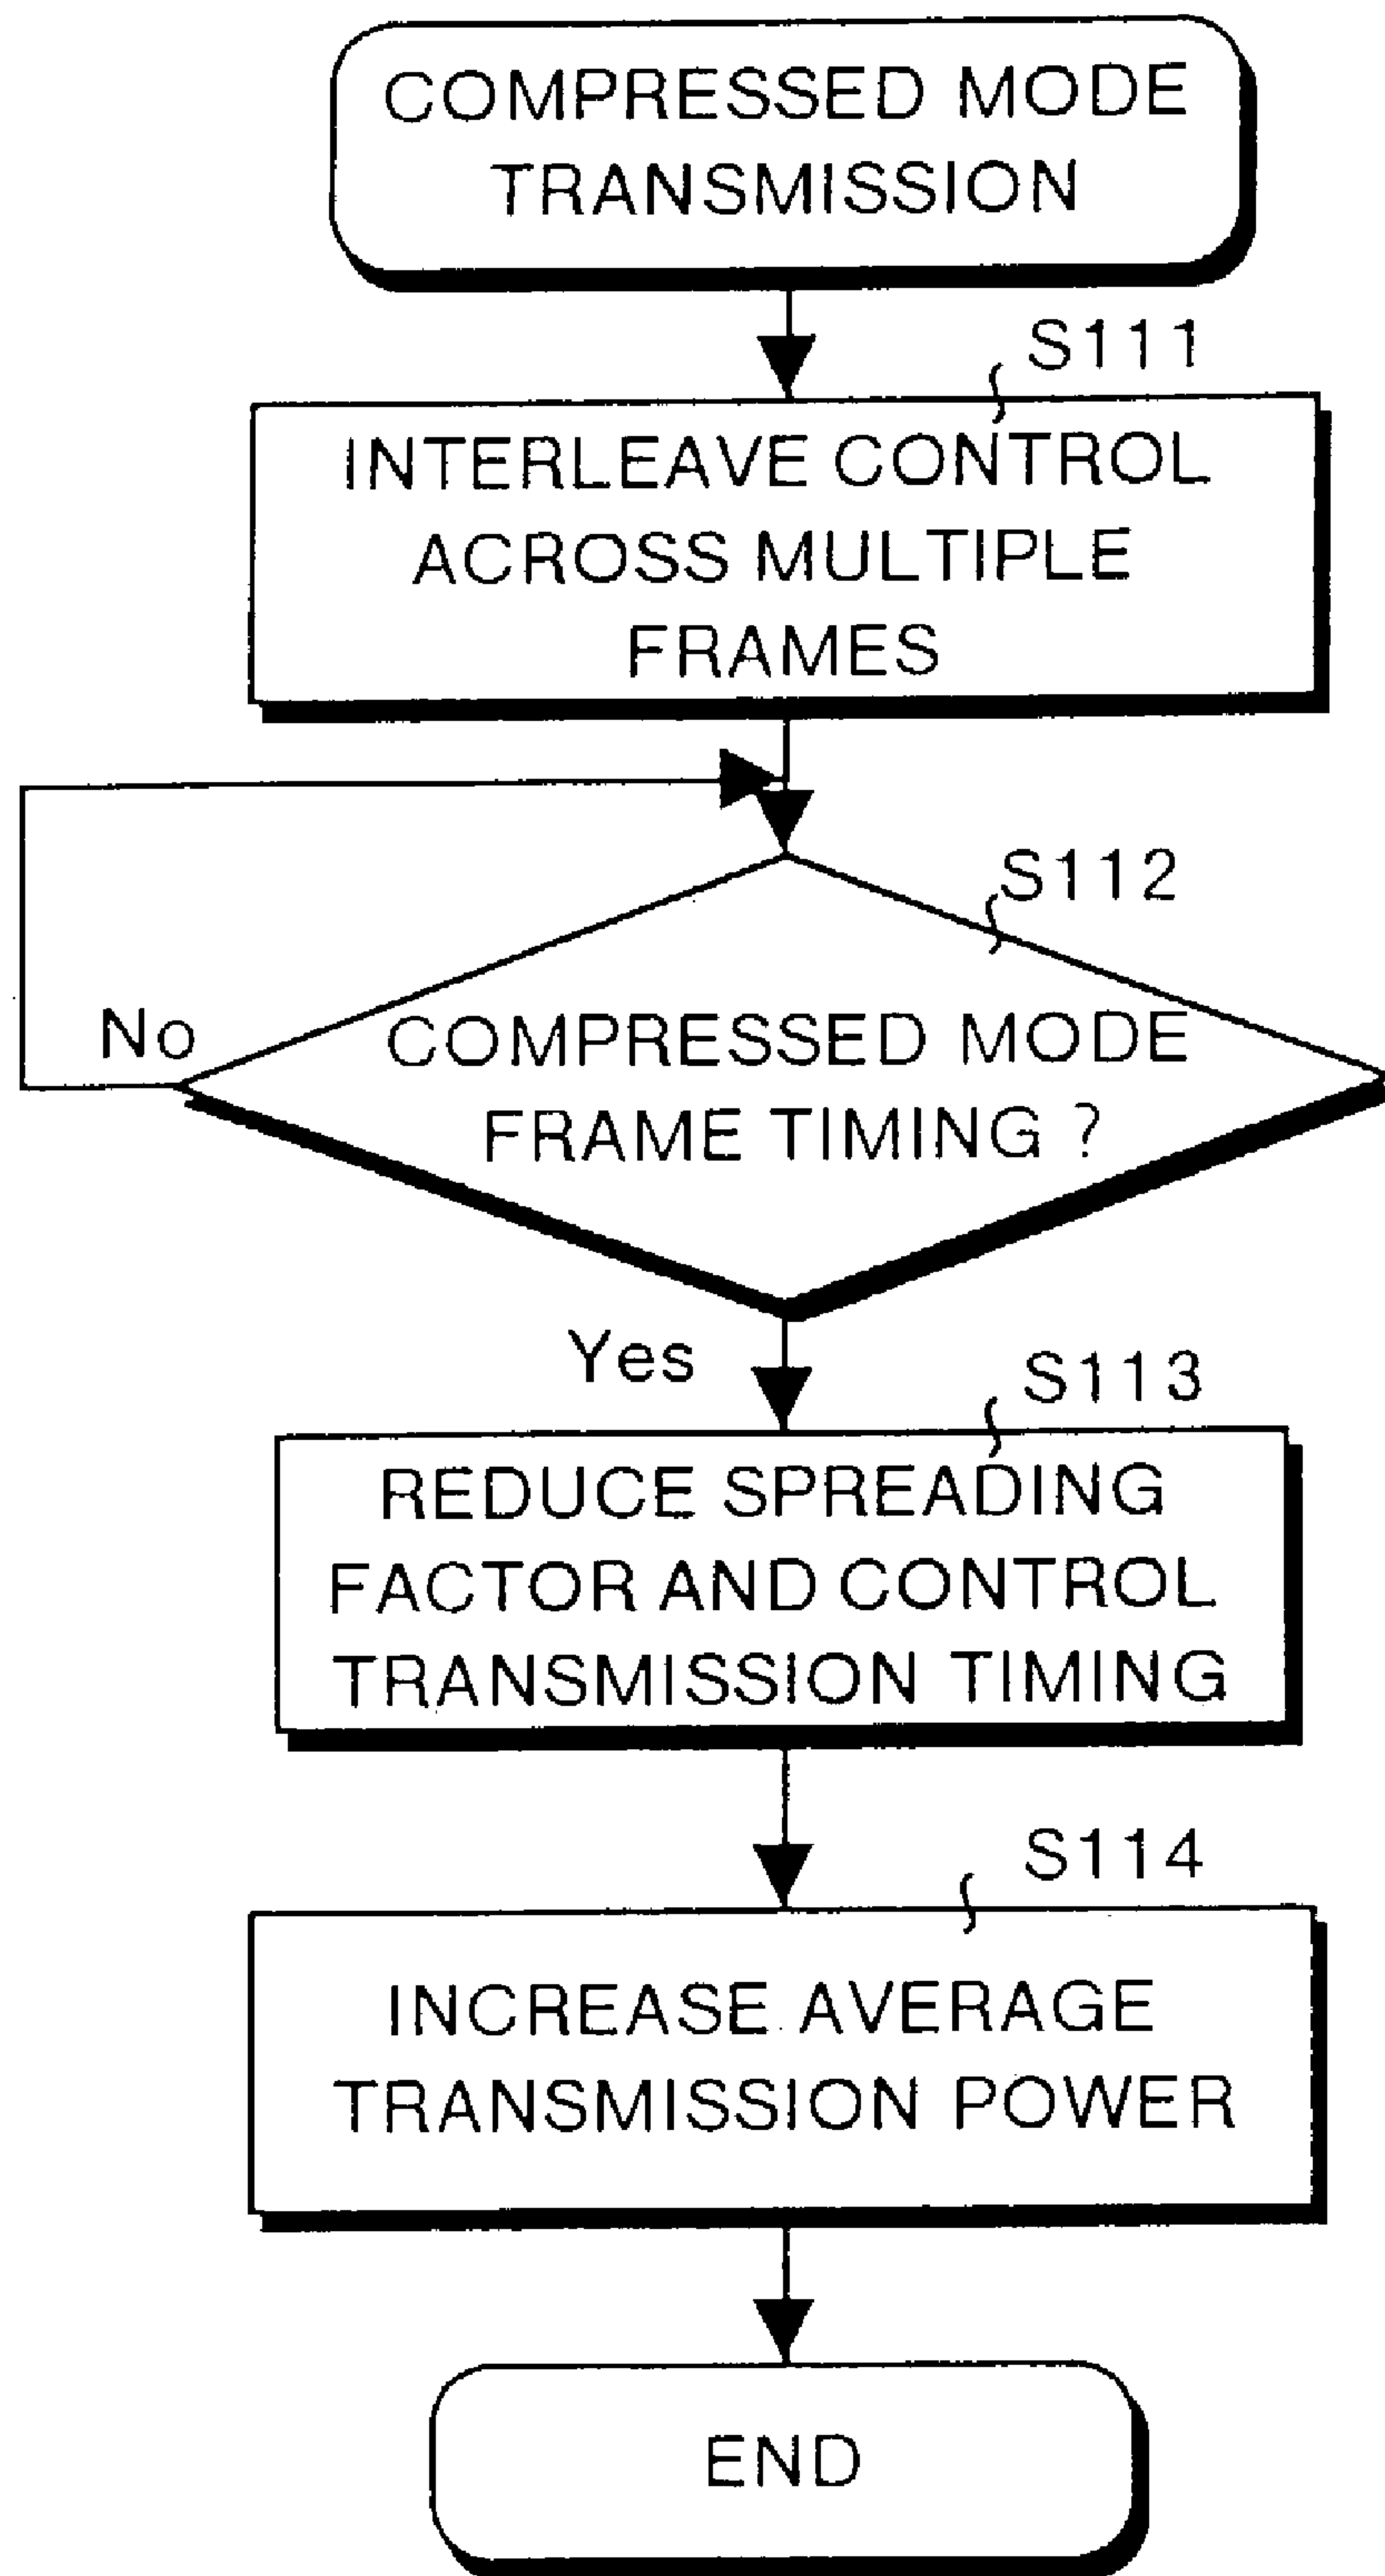 COMPRESSED MODE
TRANSMISSION
S111
INTERLEAVE CONTROL
ACROSS MULTIPLE
FRAMES
S112
No
COMPRESSED MODE
FRAME TIMING ?
Yes
S113
REDUCE SPREADING
FACTOR AND CONTROL
TRANSMISSION TIMING
S114
INCREASE AVERAGE
TRANSMISSION POWER
END